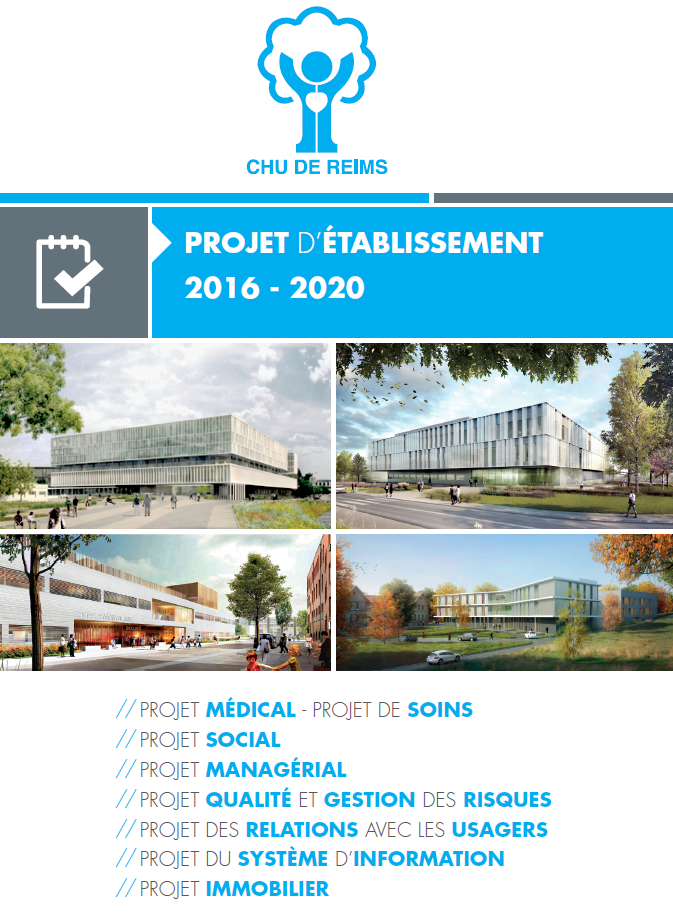 CHU DE REIMS
PROJET D'ÉTABLISSEMENT
2016 - 2020
// PROJET MÉDICAL - PROJET DE SOINS
// PROJET SOCIAL
// PROJET MANAGÉRIAL
// PROJET QUALITÉ ET GESTION DES RISQUES
// PROJET DES RELATIONS AVEC LES USAGERS
// PROJET DU SYSTÈME D'INFORMATION
// PROJET IMMOBILIER